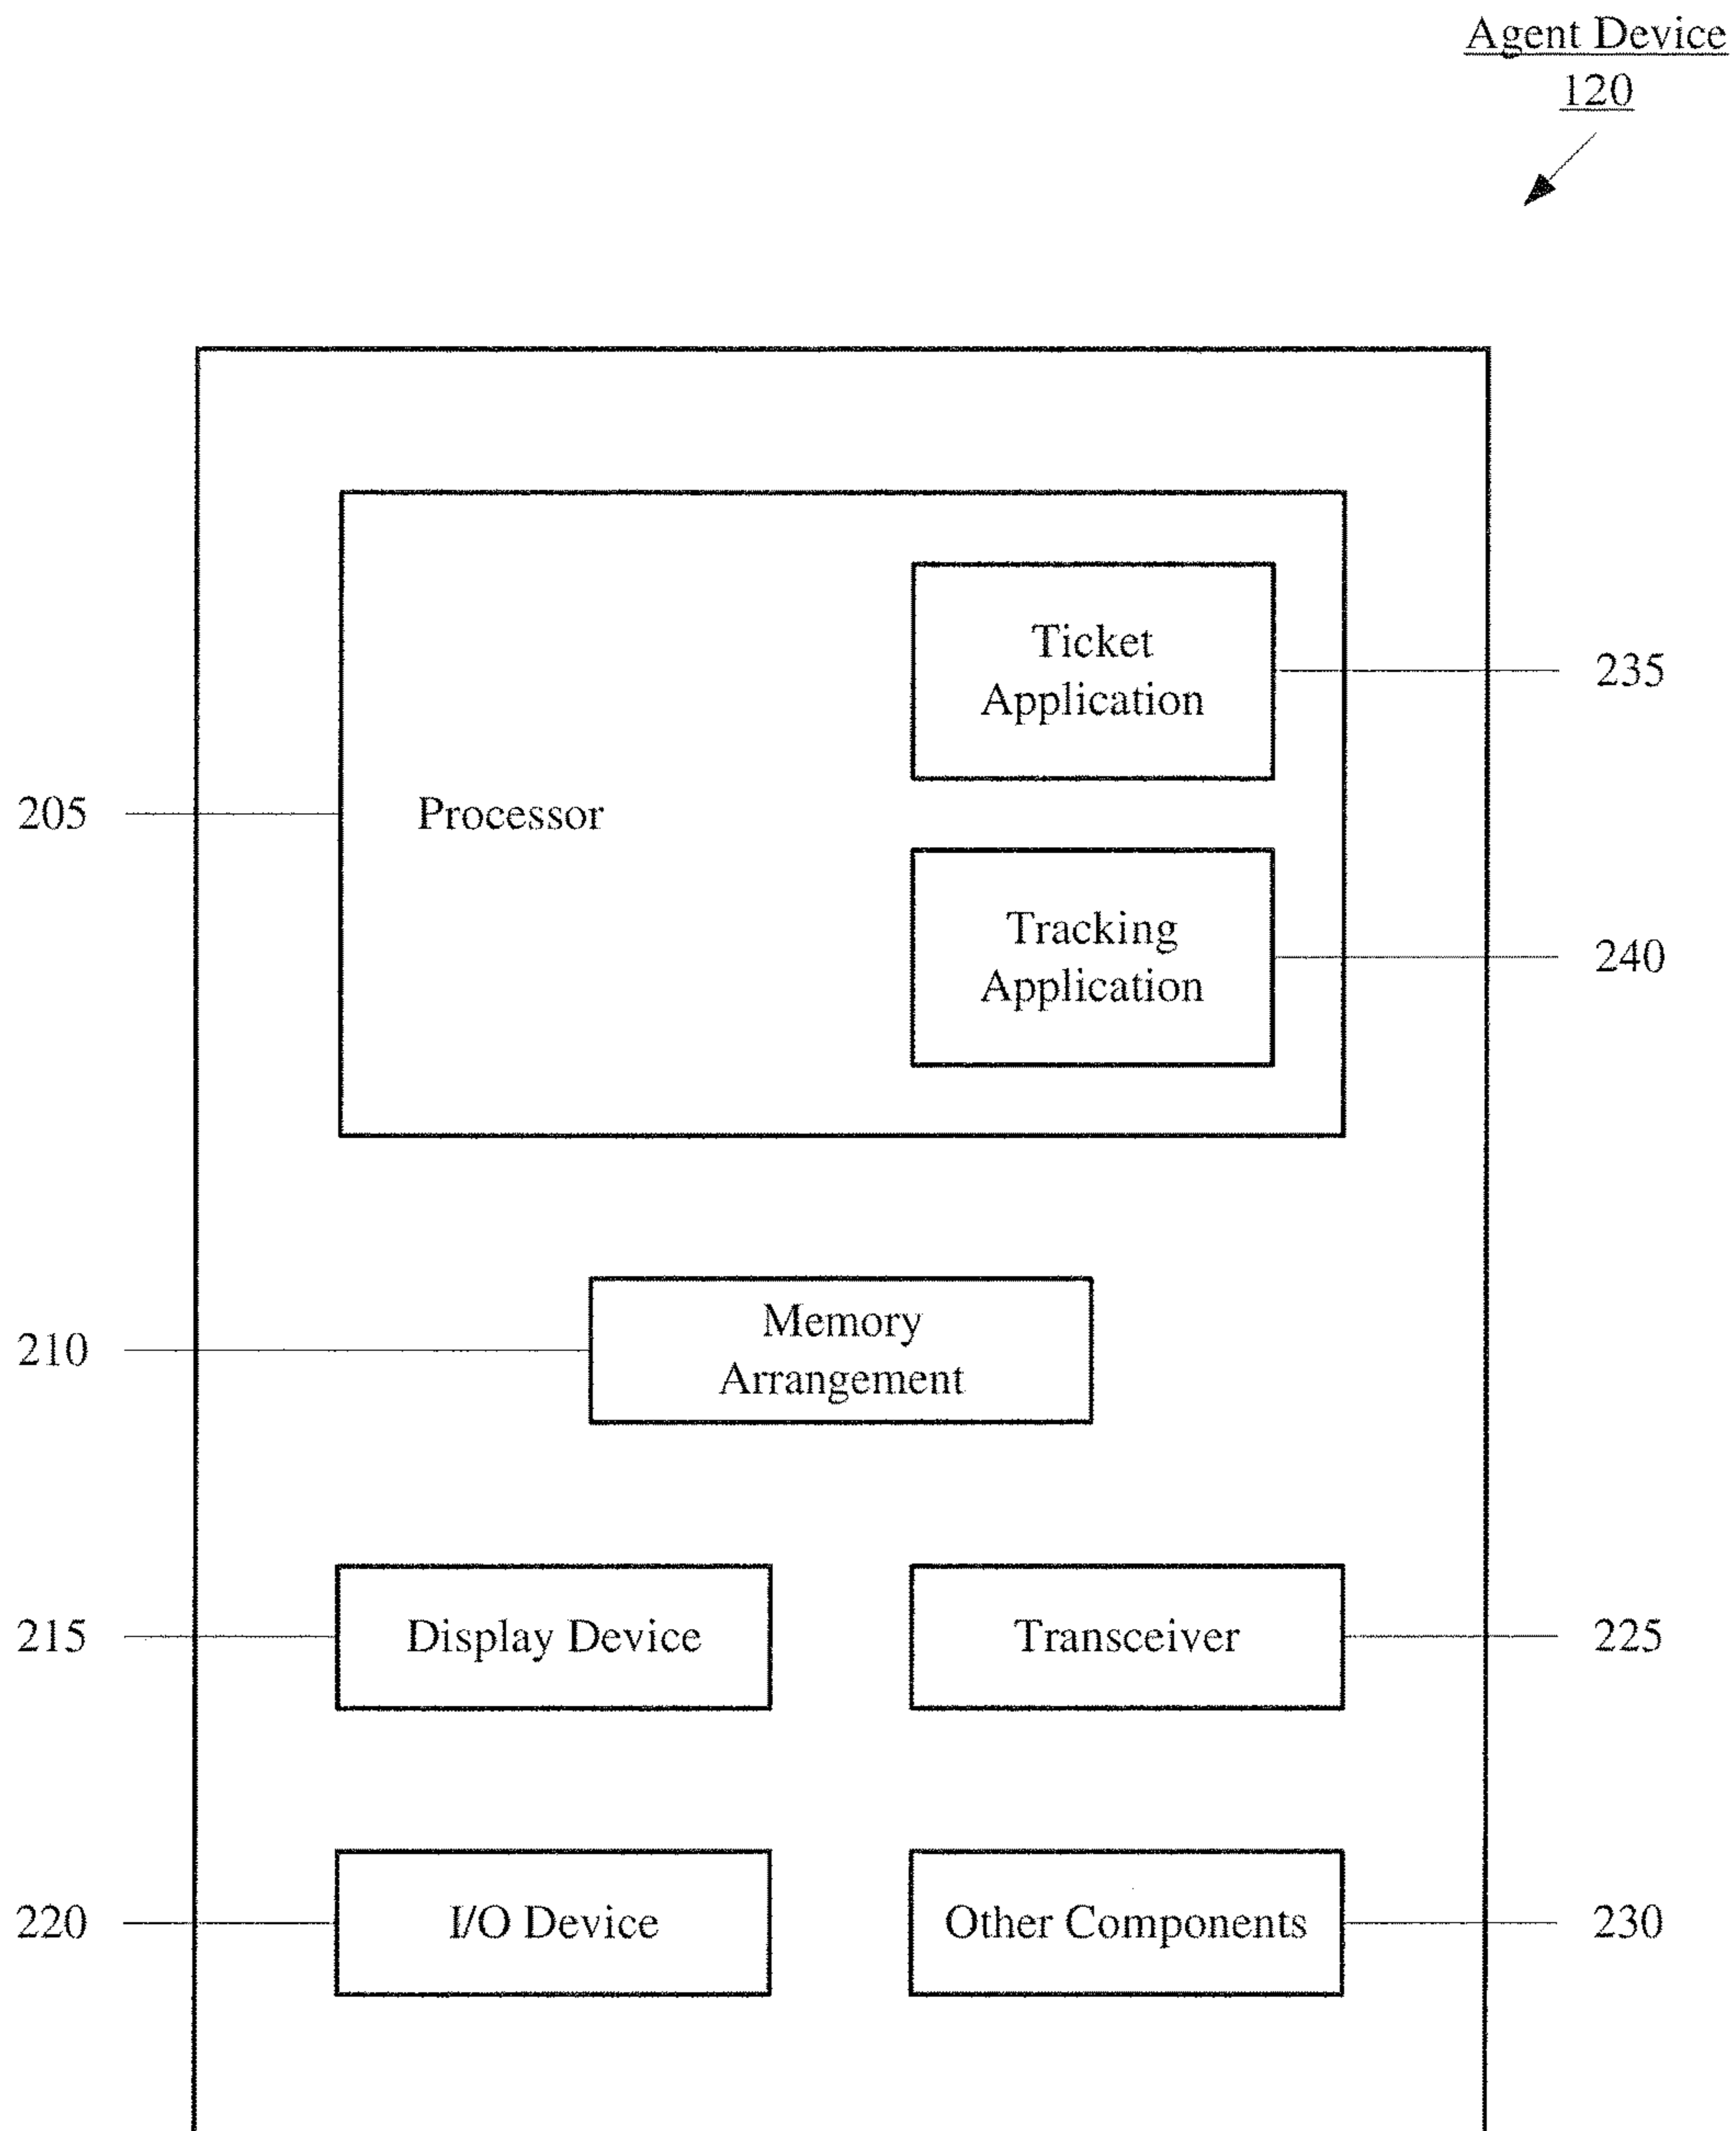 Agent Device
120
Ticket
Application
235
205
Processor
Tracking
Application
240
210
Memory
Arrangement
215
Display Device
Transceiver
225
220
I/O Device
Other Components
230